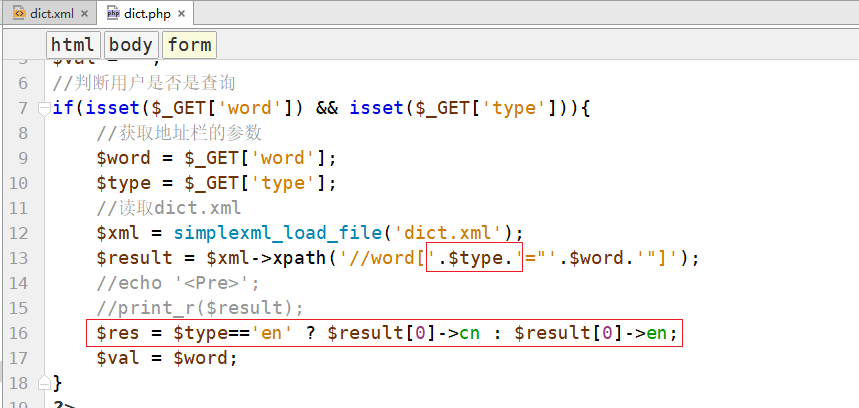 dict.xml × dict.php ×
html body form
5 $val = '';
6 //判断用户是否是查询
7 if(isset($_GET['word']) && isset($_GET['type'])){
8 //获取地址栏的参数
9 $word = $_GET['word'];
10 $type = $_GET['type'];
11 //读取dict.xml
12 $xml = simplexml_load_file('dict.xml');
13 $result = $xml->xpath('//word['.$type.'="'.$word.'"]');
14 //echo '<Pre>';
15 //print_r($result);
16 $res = $type=='en' ? $result[0]->cn : $result[0]->en;
17 $val = $word;
18 }
19 ?>